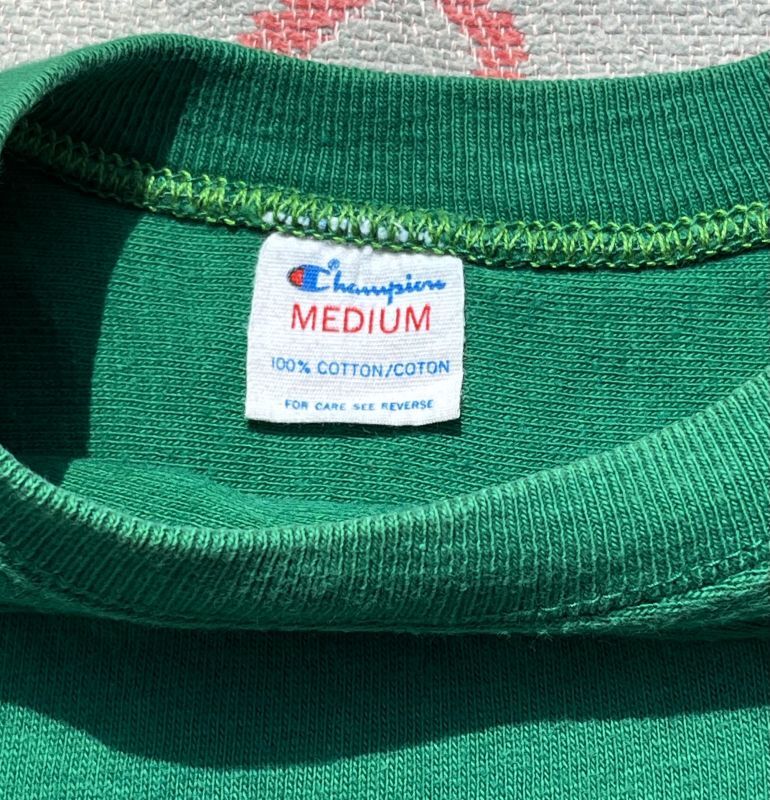 Champion®
MEDIUM
100% COTTON/COTON
FOR CARE SEE REVERSE